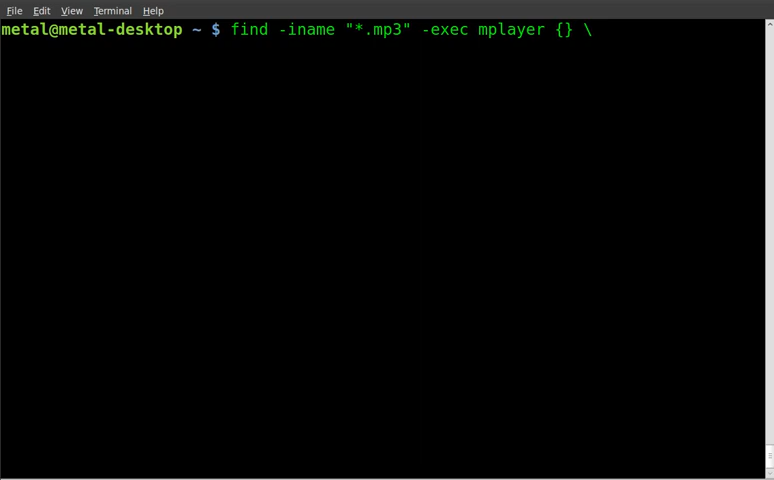 File Edit View Terminal Help
metal@metal-desktop ~ $ find -iname "*.mp3" -exec mplayer {} \